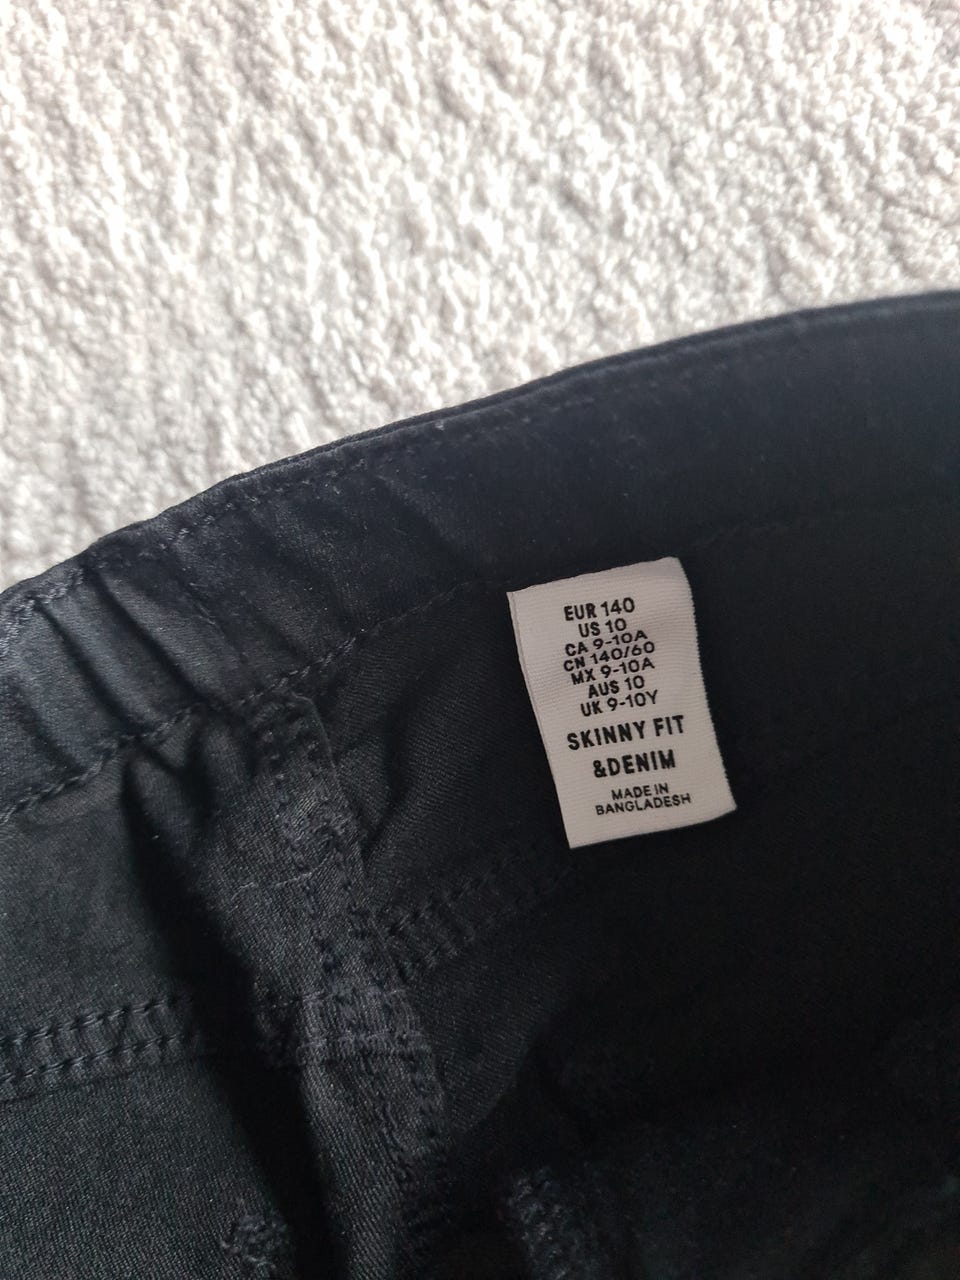 EUR 140
US 10
CA 9-10A
CN 140/60
MX 9-10A
AUS 10
UK 9-10Y
SKINNY FIT
&DENIM
MADE IN
BANGLADESH